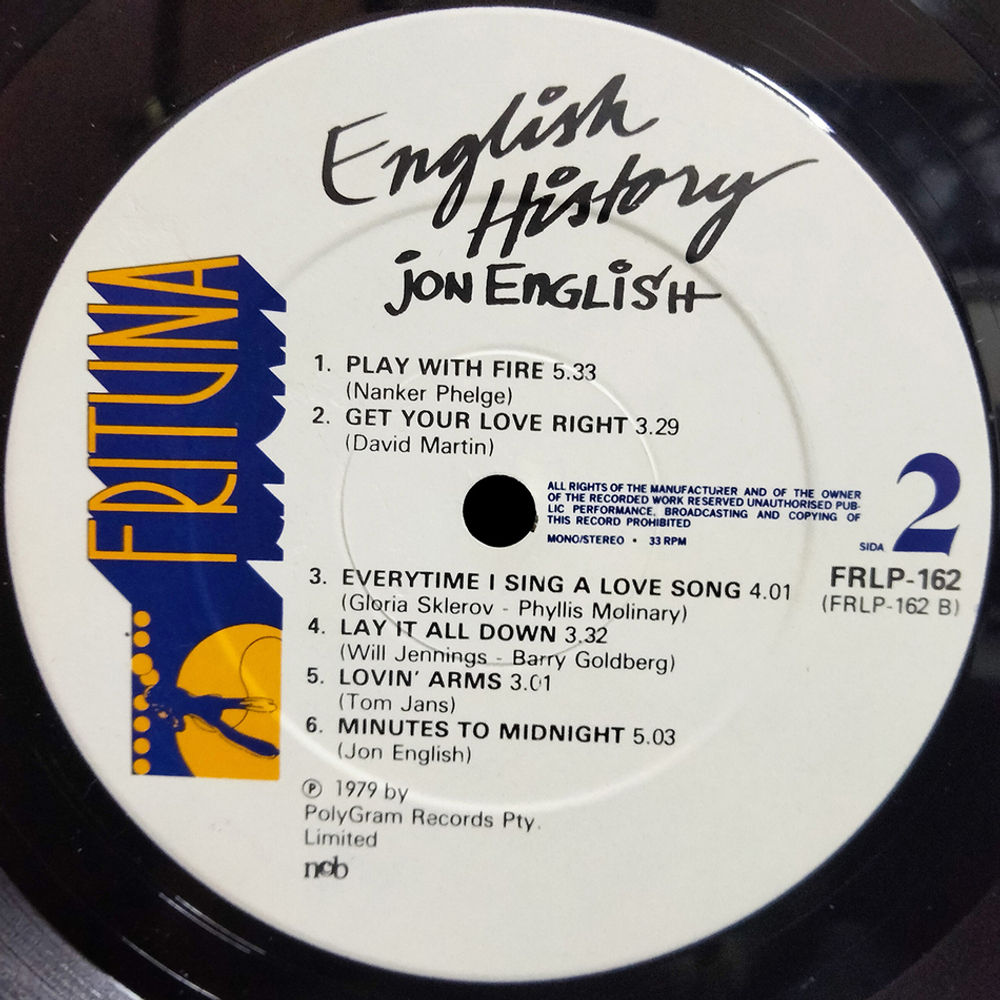 English
History
jon English
FRITUNA
1. PLAY WITH FIRE 5.33
(Nanker Phelge)
2. GET YOUR LOVE RIGHT 3.29
(David Martin)
ALL RIGHTS OF THE MANUFACTURER AND OF THE OWNER
OF THE RECORDED WORK RESERVED UNAUTHORISED PUB-
LIC PERFORMANCE, BROADCASTING AND COPYING OF
THIS RECORD PROHIBITED
MONO/STEREO • 33 RPM
SIDA 2
FRLP-162
(FRLP-162 B)
3. EVERYTIME I SING A LOVE SONG 4.01
(Gloria Sklerov - Phyllis Molinary)
4. LAY IT ALL DOWN 3.32
(Will Jennings - Barry Goldberg)
5. LOVIN' ARMS 3.01
(Tom Jans)
6. MINUTES TO MIDNIGHT 5.03
(Jon English)
℗ 1979 by
PolyGram Records Pty.
Limited
ncb